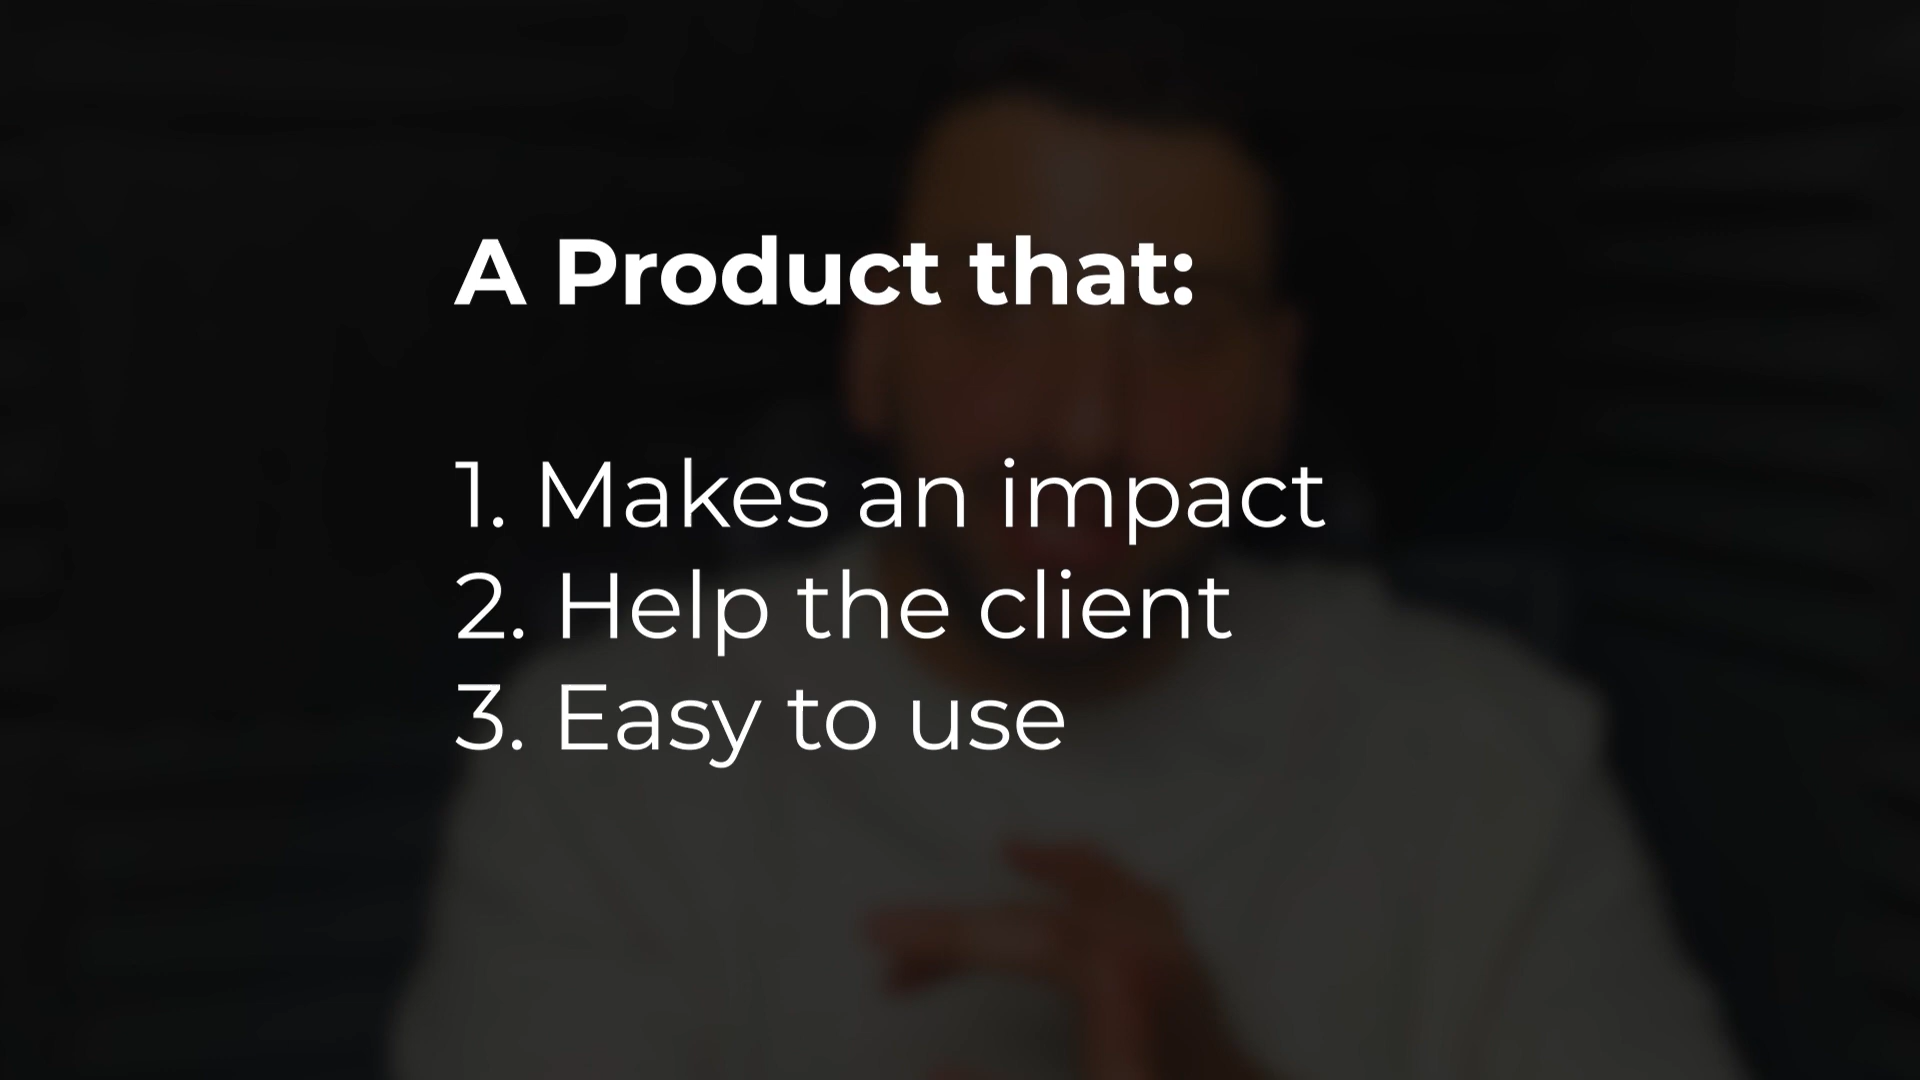 A Product that:
1. Makes an impact
2. Help the client
3. Easy to use